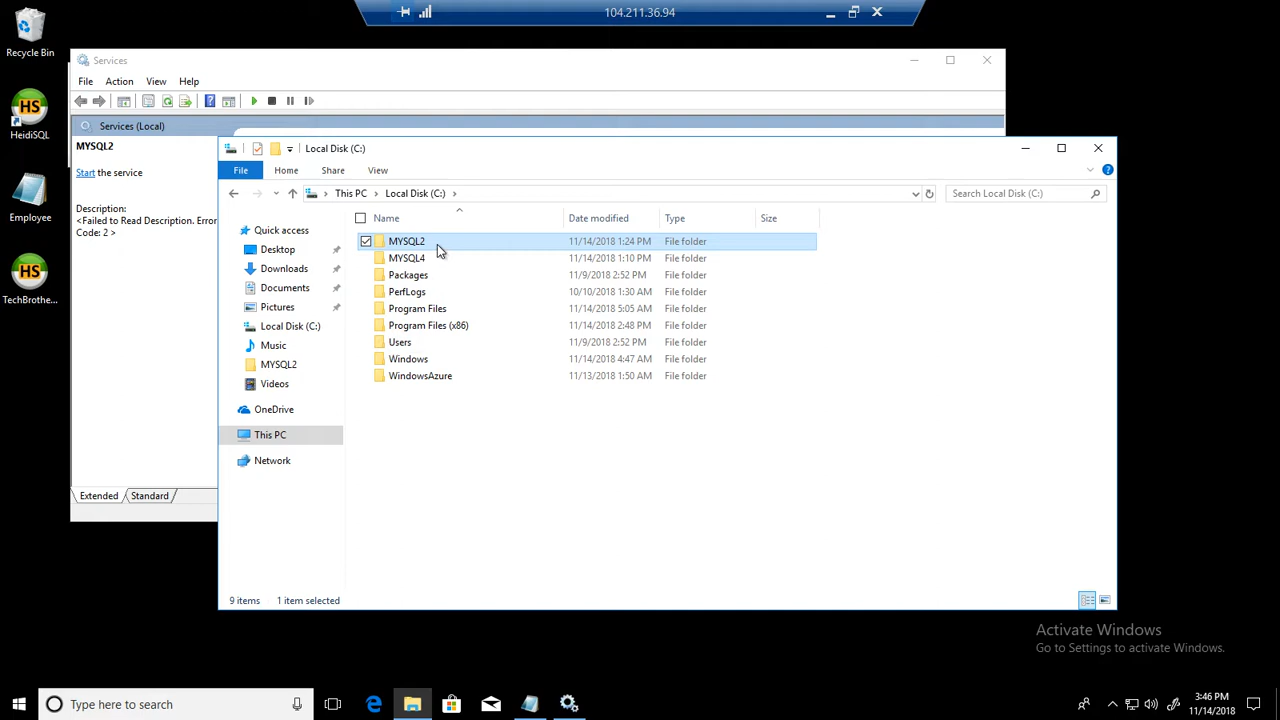 104.211.36.94
Recycle Bin
HeidiSQL
Employee
TechBrothe...
Services
File Action View Help
Services (Local)
MYSQL2
Start the service
Description:
<Failed to Read Description. Error
Code: 2 >
Extended Standard
Local Disk (C:)
File Home Share View
This PC Local Disk (C:)
Search Local Disk (C:)
Name Date modified Type Size
Quick access
Desktop
Downloads
Documents
Pictures
Local Disk (C:)
Music
MYSQL2
Videos
OneDrive
This PC
Network
MYSQL2 11/14/2018 1:24 PM File folder
MYSQL4 11/14/2018 1:10 PM File folder
Packages 11/9/2018 2:52 PM File folder
PerfLogs 10/10/2018 1:30 AM File folder
Program Files 11/14/2018 5:05 AM File folder
Program Files (x86) 11/14/2018 2:48 PM File folder
Users 11/9/2018 2:52 PM File folder
Windows 11/14/2018 4:47 AM File folder
WindowsAzure 11/13/2018 1:50 AM File folder
9 items 1 item selected
Activate Windows
Go to Settings to activate Windows.
Type here to search
3:46 PM
11/14/2018